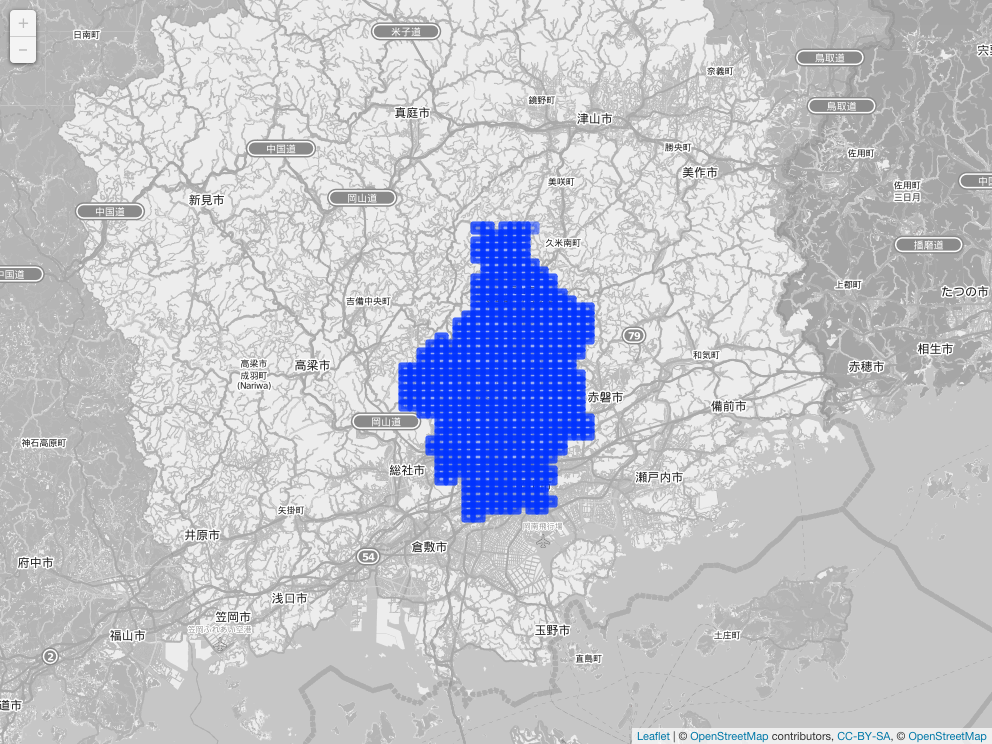 +
−
日南町
米子道
鳥取道
奈義町
鏡野町
鳥取道
真庭市
津山市
中国道
勝央町
佐用町
美咲町
美作市
佐用町
三日月
新見市
岡山道
中国道
久米南町
播磨道
中国道
上郡町
たつの市
吉備中央町
79
相生市
和気町
高梁市
成羽町
(Nariwa)
高梁市
赤穂市
赤磐市
備前市
岡山道
神石高原町
総社市
瀬戸内市
矢掛町
岡南飛行場
井原市
倉敷市
54
府中市
浅口市
笠岡市
笠岡ふれあい空港
福山市
玉野市
土庄町
2
直島町
道市
Leaflet | © OpenStreetMap contributors, CC-BY-SA, © OpenStreetMap